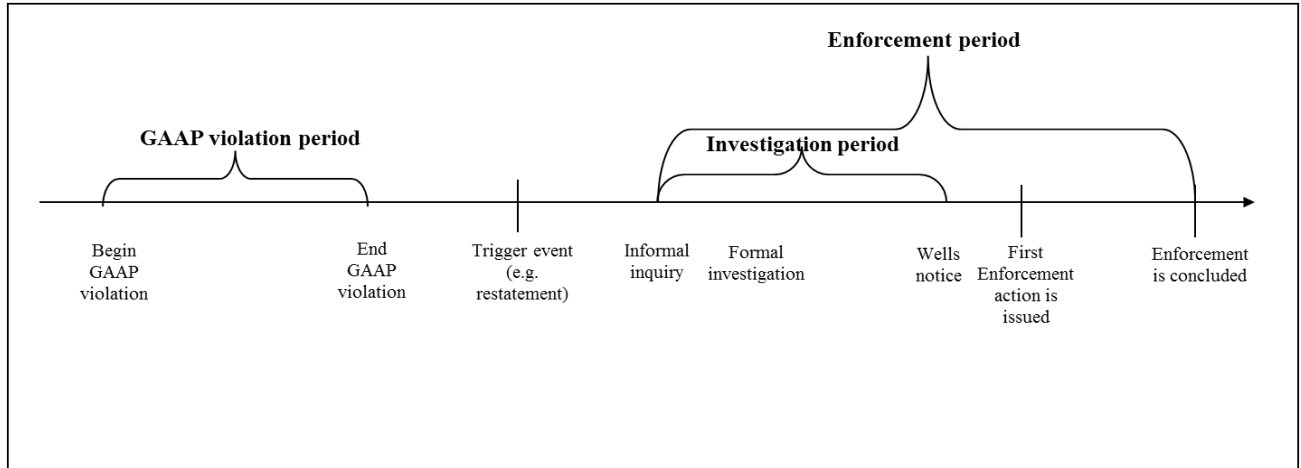 Enforcement period
GAAP violation period
Investigation period
Begin
GAAP
violation
End
GAAP
violation
Trigger event
(e.g.
restatement)
Informal
inquiry
Formal
investigation
Wells
notice
First
Enforcement
action is
issued
Enforcement
is concluded